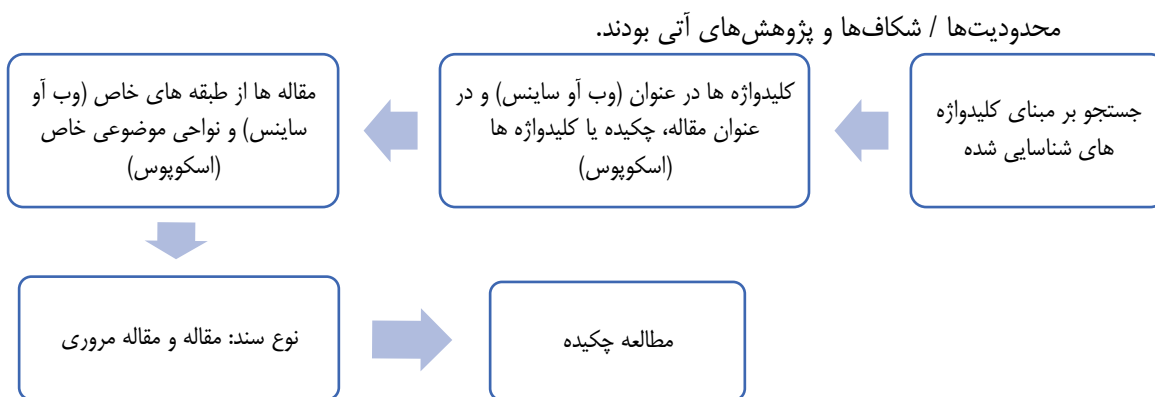 محدودیت‌ها / شکاف‌ها و پژوهش‌های آتی بودند.
جستجو بر مبنای کلیدواژه
های شناسایی شده
کلیدواژه ها در عنوان (وب آو ساینس) و در
عنوان مقاله، چکیده یا کلیدواژه ها
(اسکوپوس)
مقاله ها از طبقه های خاص (وب آو
ساینس) و نواحی موضوعی خاص
(اسکوپوس)
نوع سند: مقاله و مقاله مروری
مطالعه چکیده